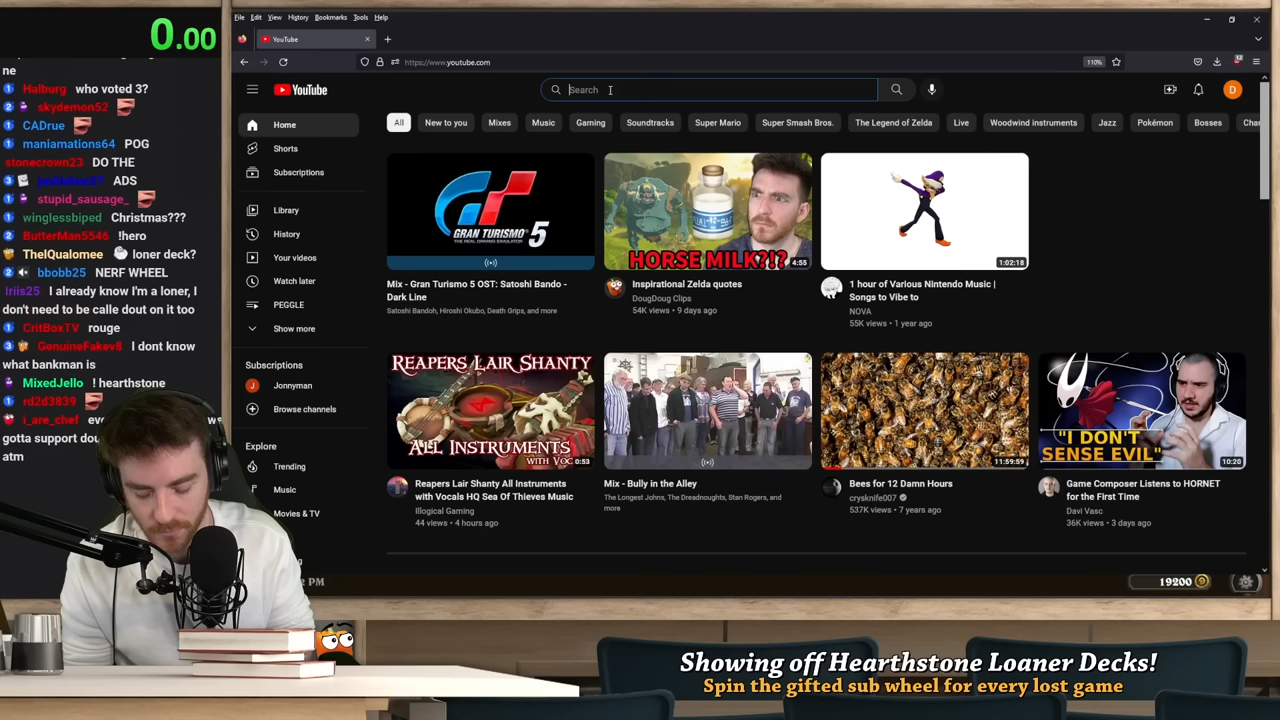 0.00
ne
Halburg who voted 3?
skydemon52
CADrue
maniamations64 POG
stonecrown23 DO THE
ADS
stupid_sausage_
winglessbiped Christmas???
ButterMan5546 !hero
TheIQualomee loner deck?
bbobb25 NERF WHEEL
Iriis25 I already know I'm a loner, I
don't need to be calle dout on it too
CritBoxTV rouge
GenuineFakev8 I dont know
what bankman is
MixedJello ! hearthstone
rd2d3839
i_are_chef
gotta support dou
atm
File Edit View History Bookmarks Tools Help
YouTube
https://www.youtube.com
110%
YouTube
Search
D
Home
Shorts
Subscriptions
Library
History
Your videos
Watch later
PEGGLE
Show more
Subscriptions
J Jonnyman
Browse channels
Explore
Trending
Music
Movies & TV
All New to you Mixes Music Gaming Soundtracks Super Mario Super Smash Bros. The Legend of Zelda Live Woodwind instruments Jazz Pokémon Bosses
GRAN TURISMO 5
THE REAL DRIVING SIMULATOR
Mix - Gran Turismo 5 OST: Satoshi Bando -
Dark Line
Satoshi Bandoh, Hiroshi Okubo, Death Grips, and more
HORSE MILK?!?
4:55
Inspirational Zelda quotes
DougDoug Clips
54K views • 9 days ago
1:02:18
1 hour of Various Nintendo Music |
Songs to Vibe to
NOVA
55K views • 1 year ago
REAPERS LAIR SHANTY
ALL INSTRUMENTS
WITH VOC
0:53
Reapers Lair Shanty All Instruments
with Vocals HQ Sea Of Thieves Music
Illogical Gaming
44 views • 4 hours ago
Mix - Bully in the Alley
The Longest Johns, The Dreadnoughts, Stan Rogers, and
more
11:59:59
Bees for 12 Damn Hours
crysknife007
537K views • 7 years ago
"I DON'T
SENSE EVIL"
10:20
Game Composer Listens to HORNET
for the First Time
Davi Vasc
36K views • 3 days ago
PM
19200
Showing off Hearthstone Loaner Decks!
Spin the gifted sub wheel for every lost game